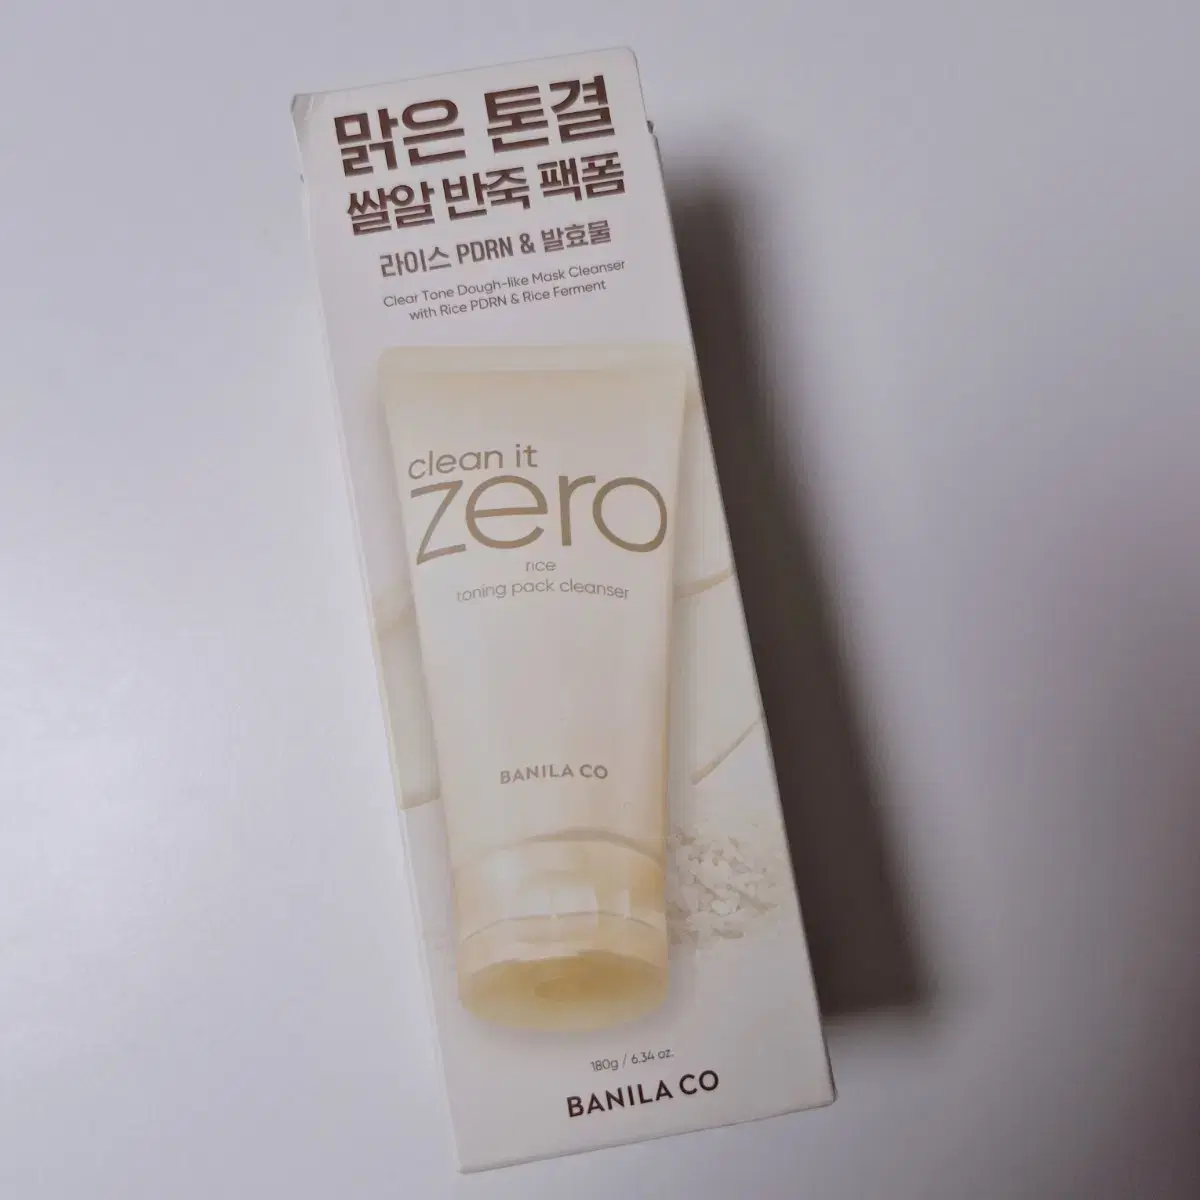 맑은 톤결
쌀알 반죽 팩폼
라이스 PDRN & 발효물
Clear Tone Dough-like Mask Cleanser
with Rice PDRN & Rice Ferment
clean it
zero
rice
toning pack cleanser
BANILA CO
180g / 6.34 oz.
BANILA CO